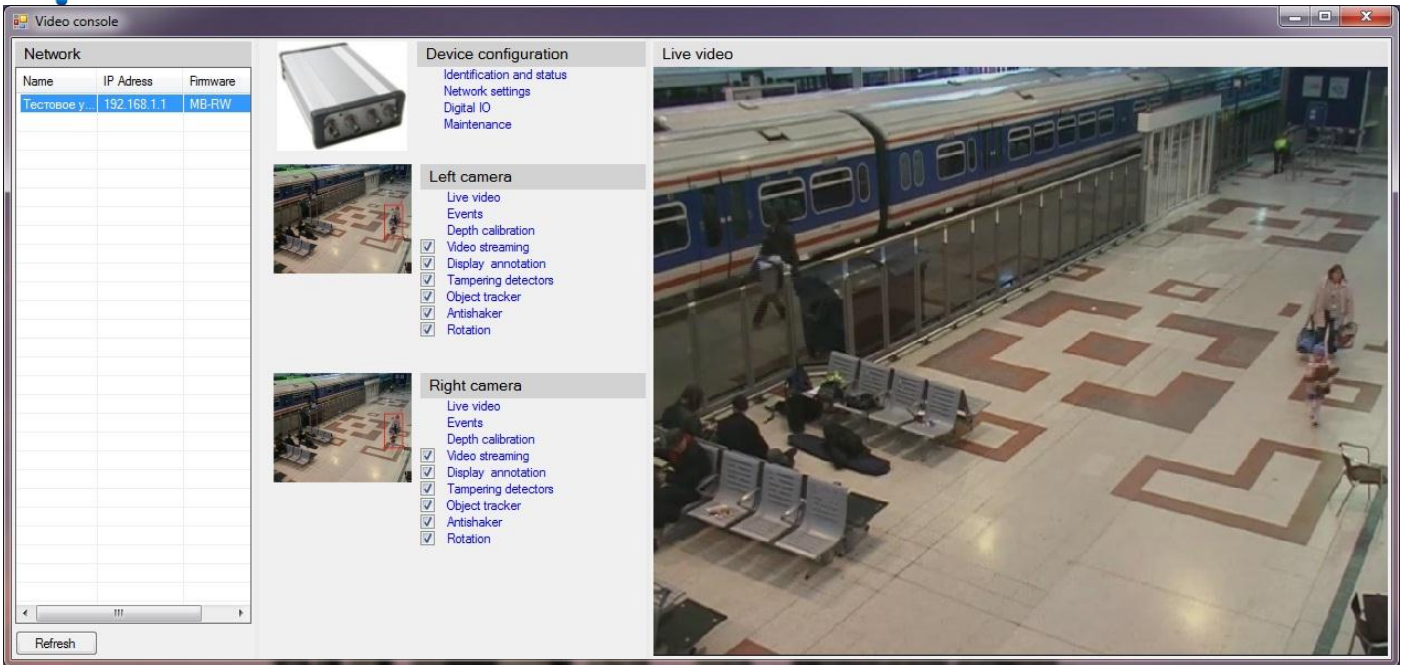 Video console
Network
Name IP Adress Firmware
Тестовое у... 192.168.1.1 MB-RW
Refresh
Device configuration
Identification and status
Network settings
Digital IO
Maintenance
Left camera
Live video
Events
Depth calibration
Video streaming
Display annotation
Tampering detectors
Object tracker
Antishaker
Rotation
Right camera
Live video
Events
Depth calibration
Video streaming
Display annotation
Tampering detectors
Object tracker
Antishaker
Rotation
Live video